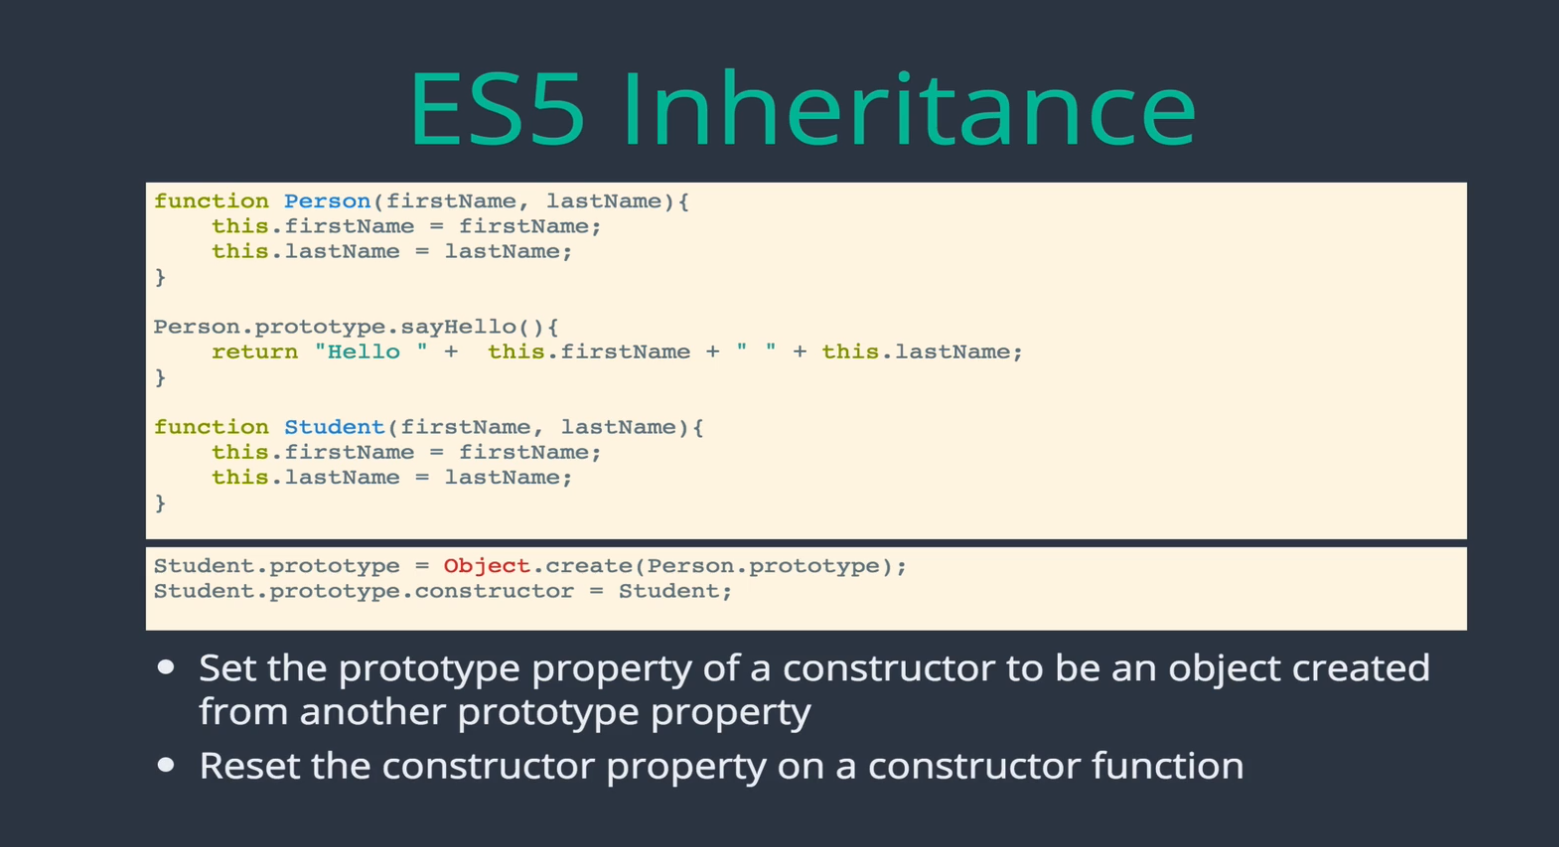 ES5 Inheritance
function Person(firstName, lastName){
    this.firstName = firstName;
    this.lastName = lastName;
}
Person.prototype.sayHello(){
    return "Hello " +  this.firstName + " " + this.lastName;
}
function Student(firstName, lastName){
    this.firstName = firstName;
    this.lastName = lastName;
}
Student.prototype = Object.create(Person.prototype);
Student.prototype.constructor = Student;
• Set the prototype property of a constructor to be an object created
from another prototype property
• Reset the constructor property on a constructor function